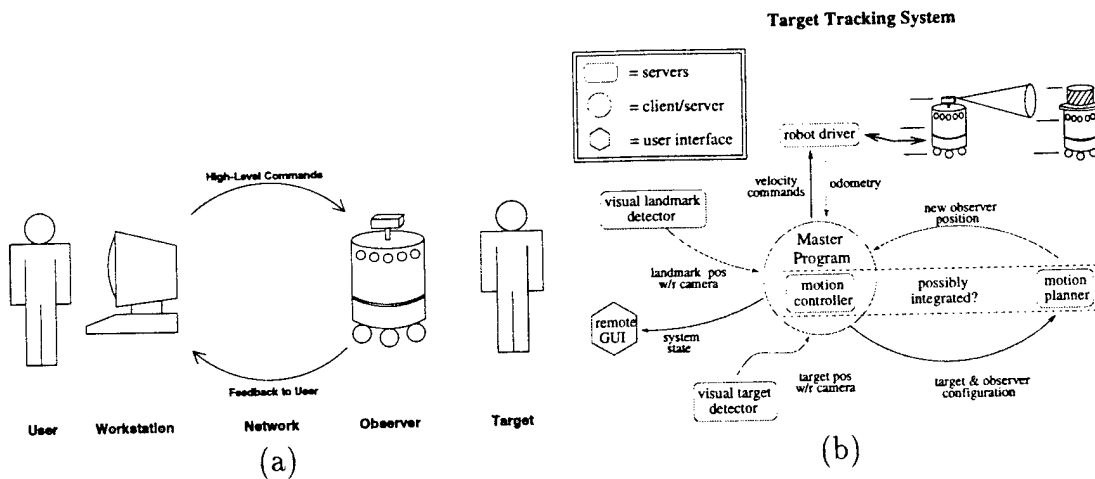 High-Level Commands
Feedback to User
User
Workstation
Network
Observer
Target
(a)
Target Tracking System
= servers
= client/server
= user interface
robot driver
velocity
commands
odometry
visual landmark
detector
new observer
position
Master
Program
landmark pos
w/r camera
motion
controller
possibly
integrated?
motion
planner
remote
GUI
system
state
visual target
detector
target pos
w/r camera
target & observer
configuration
(b)